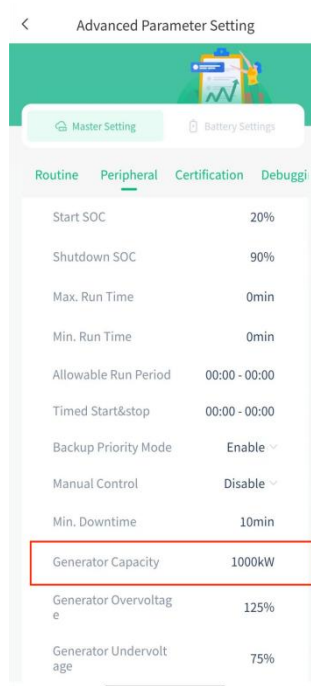 Advanced Parameter Setting
Master Setting
Battery Settings
Routine Peripheral Certification Debuggi
Start SOC 20%
Shutdown SOC 90%
Max. Run Time 0min
Min. Run Time 0min
Allowable Run Period 00:00 - 00:00
Timed Start&stop 00:00 - 00:00
Backup Priority Mode Enable
Manual Control Disable
Min. Downtime 10min
Generator Capacity 1000kW
Generator Overvoltag
e 125%
Generator Undervolt
age 75%